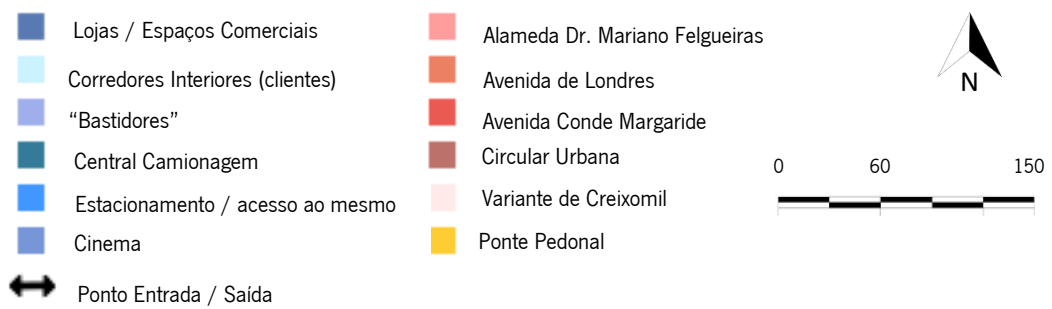 Lojas / Espaços Comerciais
Corredores Interiores (clientes)
“Bastidores”
Central Camionagem
Estacionamento / acesso ao mesmo
Cinema
Ponto Entrada / Saída
Alameda Dr. Mariano Felgueiras
Avenida de Londres
Avenida Conde Margaride
Circular Urbana
Variante de Creixomil
Ponte Pedonal
N
0 60 150